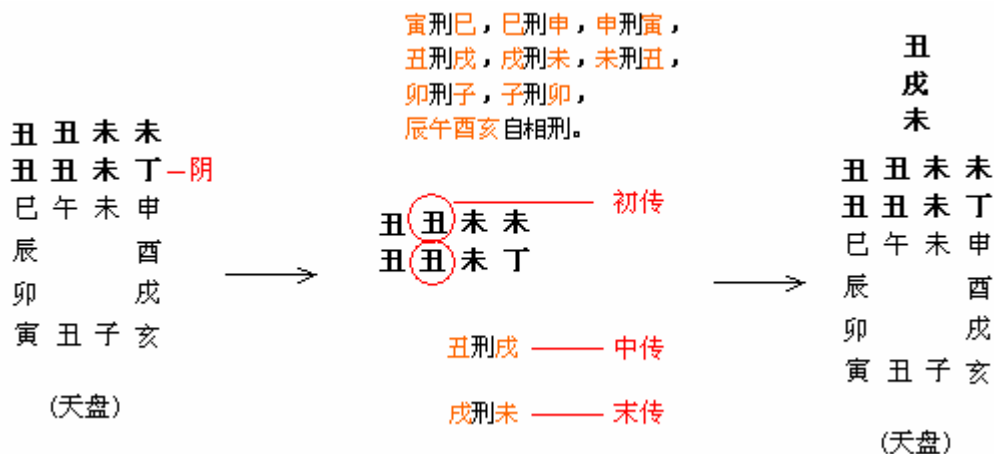 丑 丑 未 未
丑 丑 未 丁 阴
巳 午 未 申
辰 酉
卯 戌
寅 丑 子 亥
(天盘)
寅刑巳，巳刑申，申刑寅，
丑刑戌，戌刑未，未刑丑，
卯刑子，子刑卯，
辰午酉亥自相刑。
丑 丑 未 未 初传
丑 丑 未 丁
丑刑戌 中传
戌刑未 末传
丑
戌
未
丑 丑 未 未
丑 丑 未 丁
巳 午 未 申
辰 酉
卯 戌
寅 丑 子 亥
(天盘)